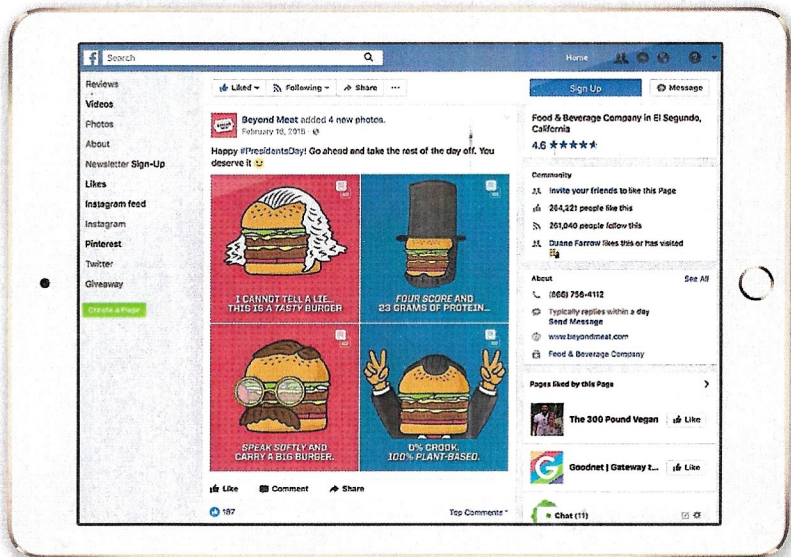 Search
Home
Reviews
Videos
Photos
About
Newsletter Sign-Up
Likes
Instagram feed
Instagram
Pinterest
Twitter
Giveaway
Create a Page
Liked
Following
Share
Beyond Meat added 4 new photos.
February 16, 2016
Happy #PresidentsDay! Go ahead and take the rest of the day off. You
deserve it
I CANNOT TELL A LIE...
THIS IS A TASTY BURGER
FOUR SCORE AND
23 GRAMS OF PROTEIN...
SPEAK SOFTLY AND
CARRY A BIG BURGER.
0% CROOK.
100% PLANT-BASED.
Like Comment Share
187
Top Comments
Sign Up
Message
Food & Beverage Company in El Segundo,
California
4.6
Community
Invite your friends to like this Page
264,221 people like this
261,040 people follow this
Duane Farrow likes this or has visited
About
See All
(866) 756-4112
Typically replies within a day
Send Message
www.beyondmeat.com
Food & Beverage Company
Pages liked by this Page
The 300 Pound Vegan
Like
Goodnet | Gateway t...
Like
Chat (11)